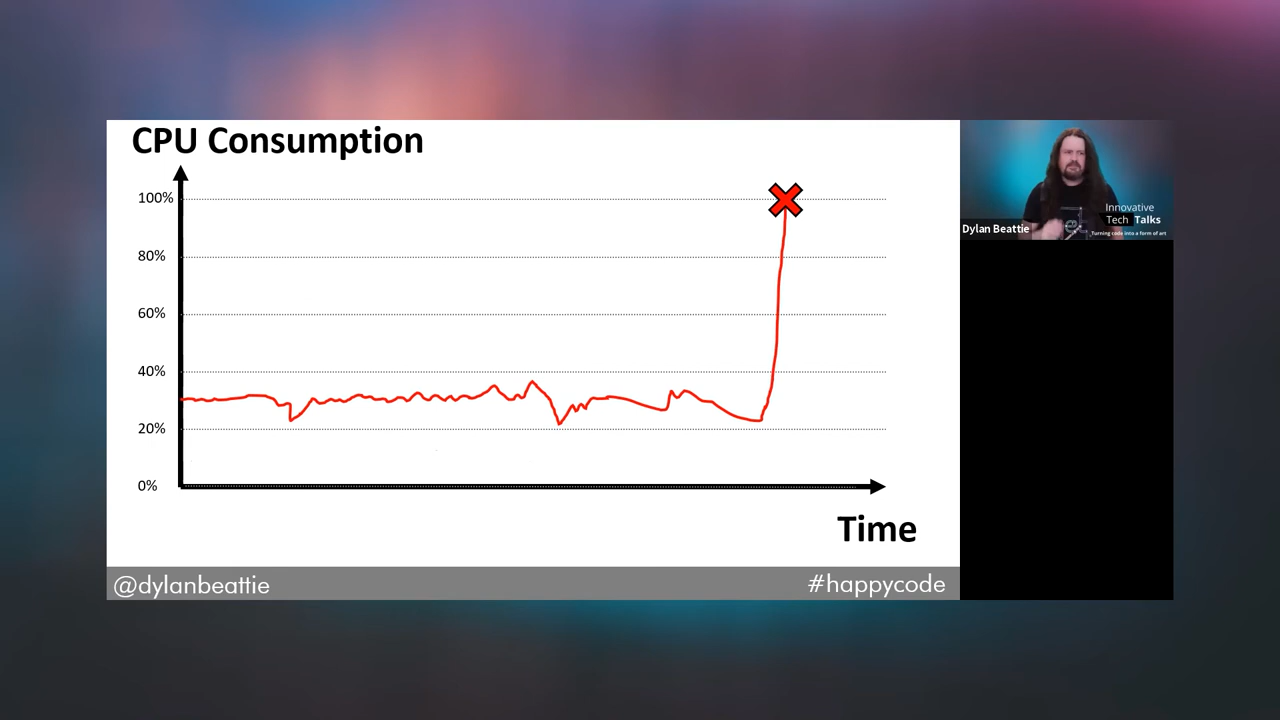 CPU Consumption
100%
80%
60%
40%
20%
0%
Time
@dylanbeattie
#happycode
Innovative
Tech Talks
Turning code into a form of art
Dylan Beattie